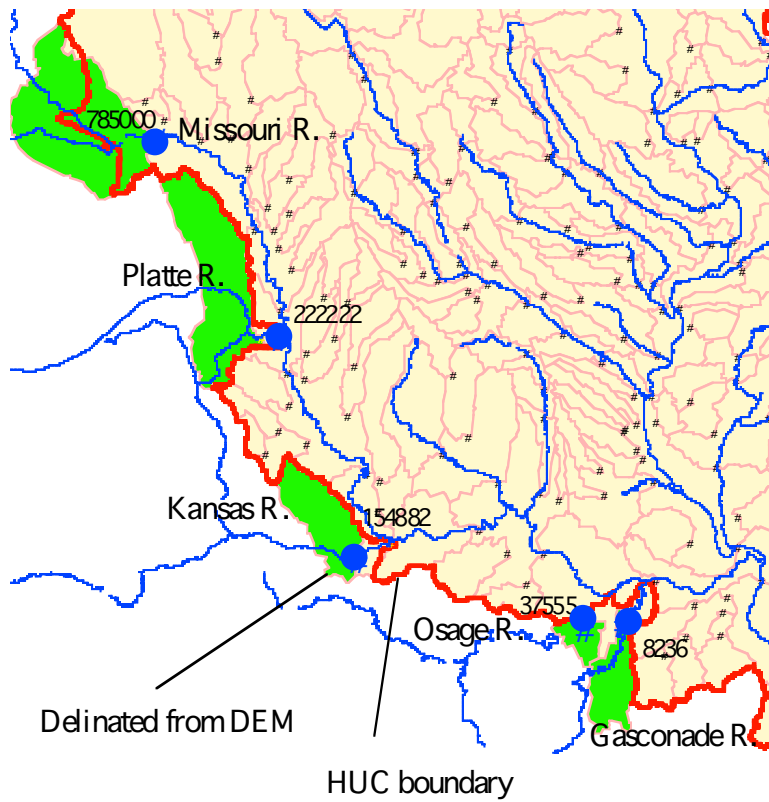 785000
Missouri R.
Platte R.
222222
Kansas R.
154882
37555
Osage R.
8236
Delinated from DEM
Gasconade R.
HUC boundary